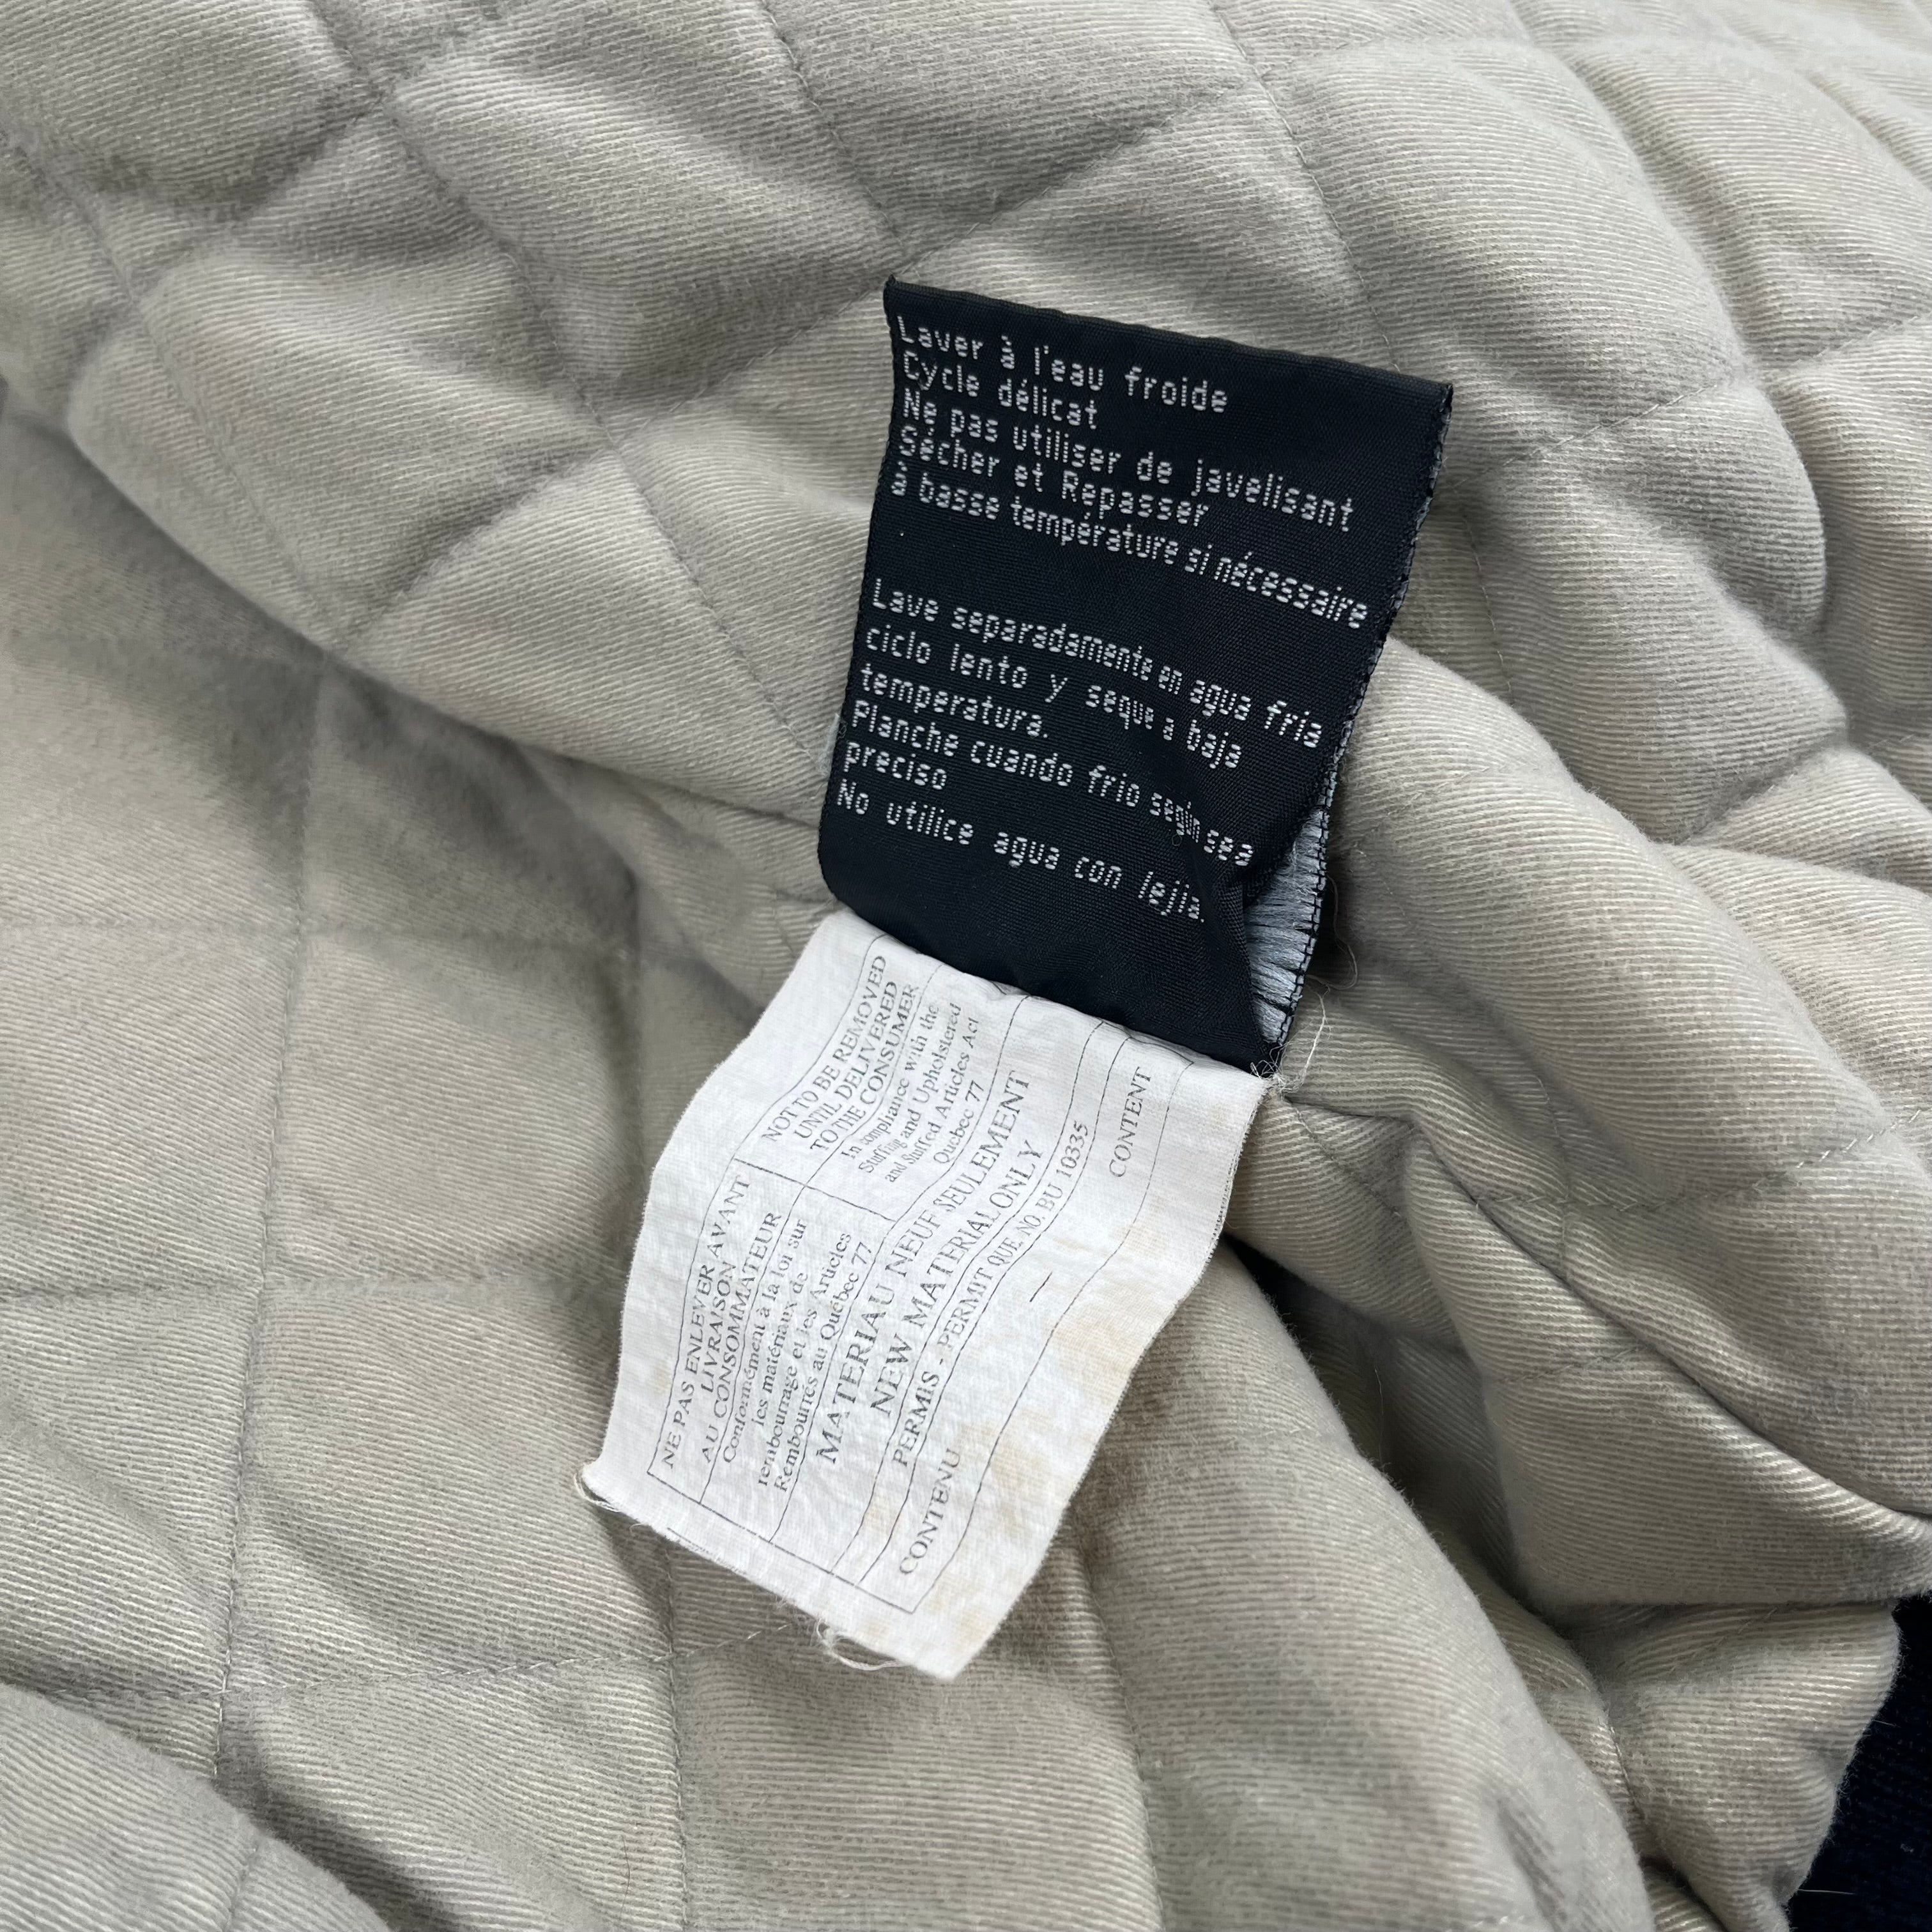 Laver à l'eau froide
Cycle délicat
Ne pas utiliser de javelisant
Sécher et Repasser
à basse température si nécessaire
Lave separadamente en agua fria
ciclo lento y seque a baja
temperatura.
Planche cuando frio según sea
preciso
No utilice agua con lejia.
NE PAS ENLEVER AVANT
LIVRAISON
AU CONSOMMATEUR
Conformément à la loi sur
les matériaux de
rembourrage et les Articles
Rembourrés au Québec 77
NOT TO BE REMOVED
UNTIL DELIVERED
TO THE CONSUMER
In compliance with the
Stuffing and Upholstered
and Stuffed Articles Act
Quebec 77
MATERIAU NEUF SEULEMENT
NEW MATERIAL ONLY
PERMIS - PERMIT QUE. NO. BU 10335
CONTENU CONTENT